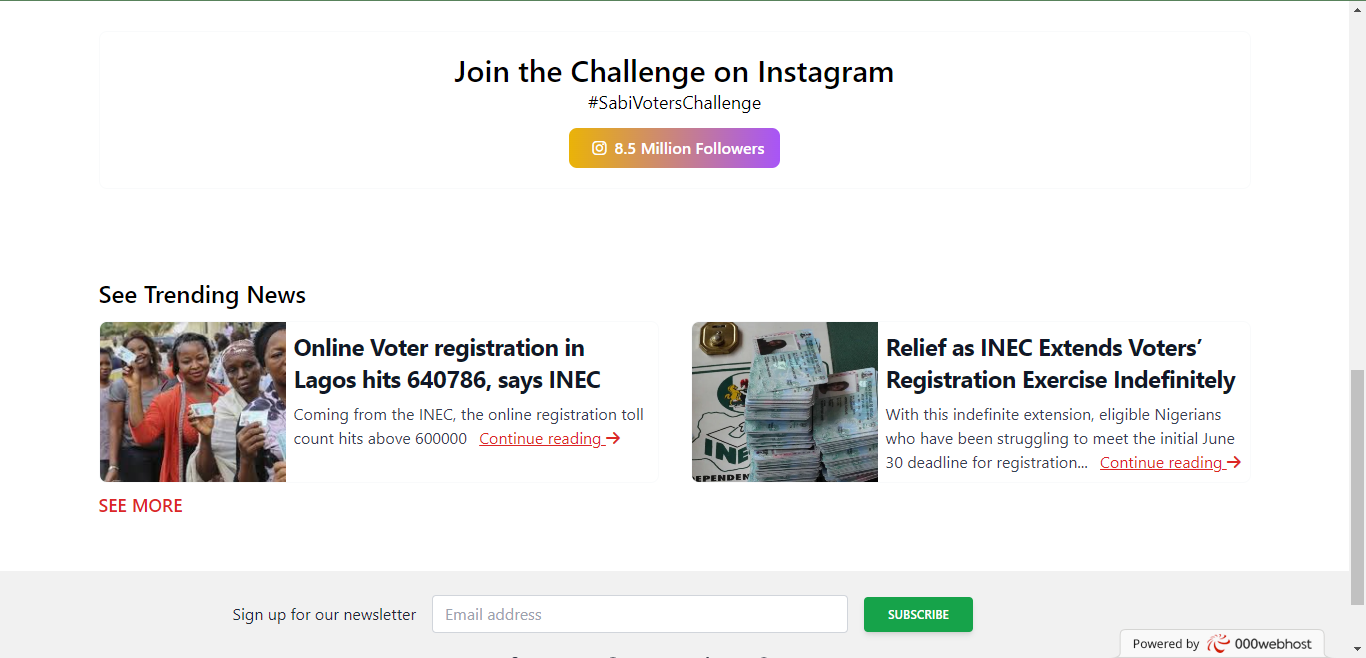 Join the Challenge on Instagram
#SabiVotersChallenge
8.5 Million Followers
See Trending News
Online Voter registration in
Lagos hits 640786, says INEC
Coming from the INEC, the online registration toll
count hits above 600000 Continue reading →
INE
EPENDEN
Relief as INEC Extends Voters’
Registration Exercise Indefinitely
With this indefinite extension, eligible Nigerians
who have been struggling to meet the initial June
30 deadline for registration... Continue reading →
SEE MORE
Sign up for our newsletter
Email address
SUBSCRIBE
Powered by 000webhost